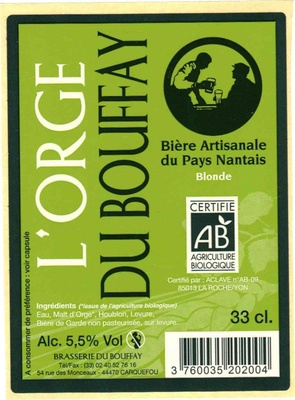 L'ORGE
DU BOUFFAY
A consommer de préférence : voir capsule
Bière Artisanale
du Pays Nantais
Blonde
CERTIFIÉ
AB
AGRICULTURE
BIOLOGIQUE
Certifié par : ACLAVE n°AB-09
85013 LA ROCHE/YON
Ingrédients (*Issue de l'agriculture biologique)
Eau, Malt d'Orge*, Houblon, Levure.
Bière de Garde non pasteurisée, sur levure.
33 cl.
Alc. 5,5% Vol
BRASSERIE DU BOUFFAY
Tél/Fax : (33) 02 40 52 76 16
54 rue des Monceaux - 44470 CARQUEFOU
3 760035 202004